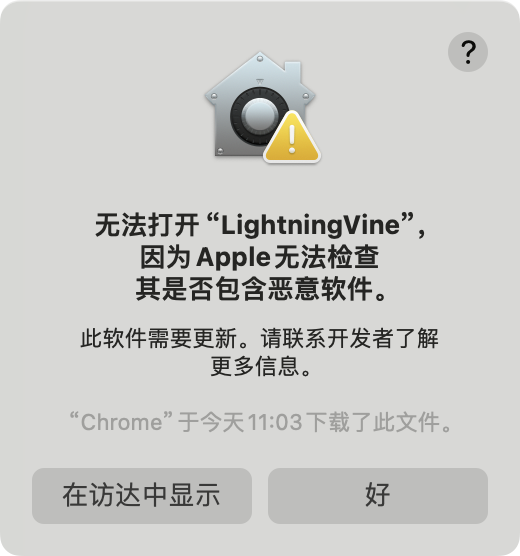 ?
无法打开“LightningVine”,
因为Apple无法检查
其是否包含恶意软件。
此软件需要更新。请联系开发者了解
更多信息。
“Chrome”于今天11:03下载了此文件。
在访达中显示
好